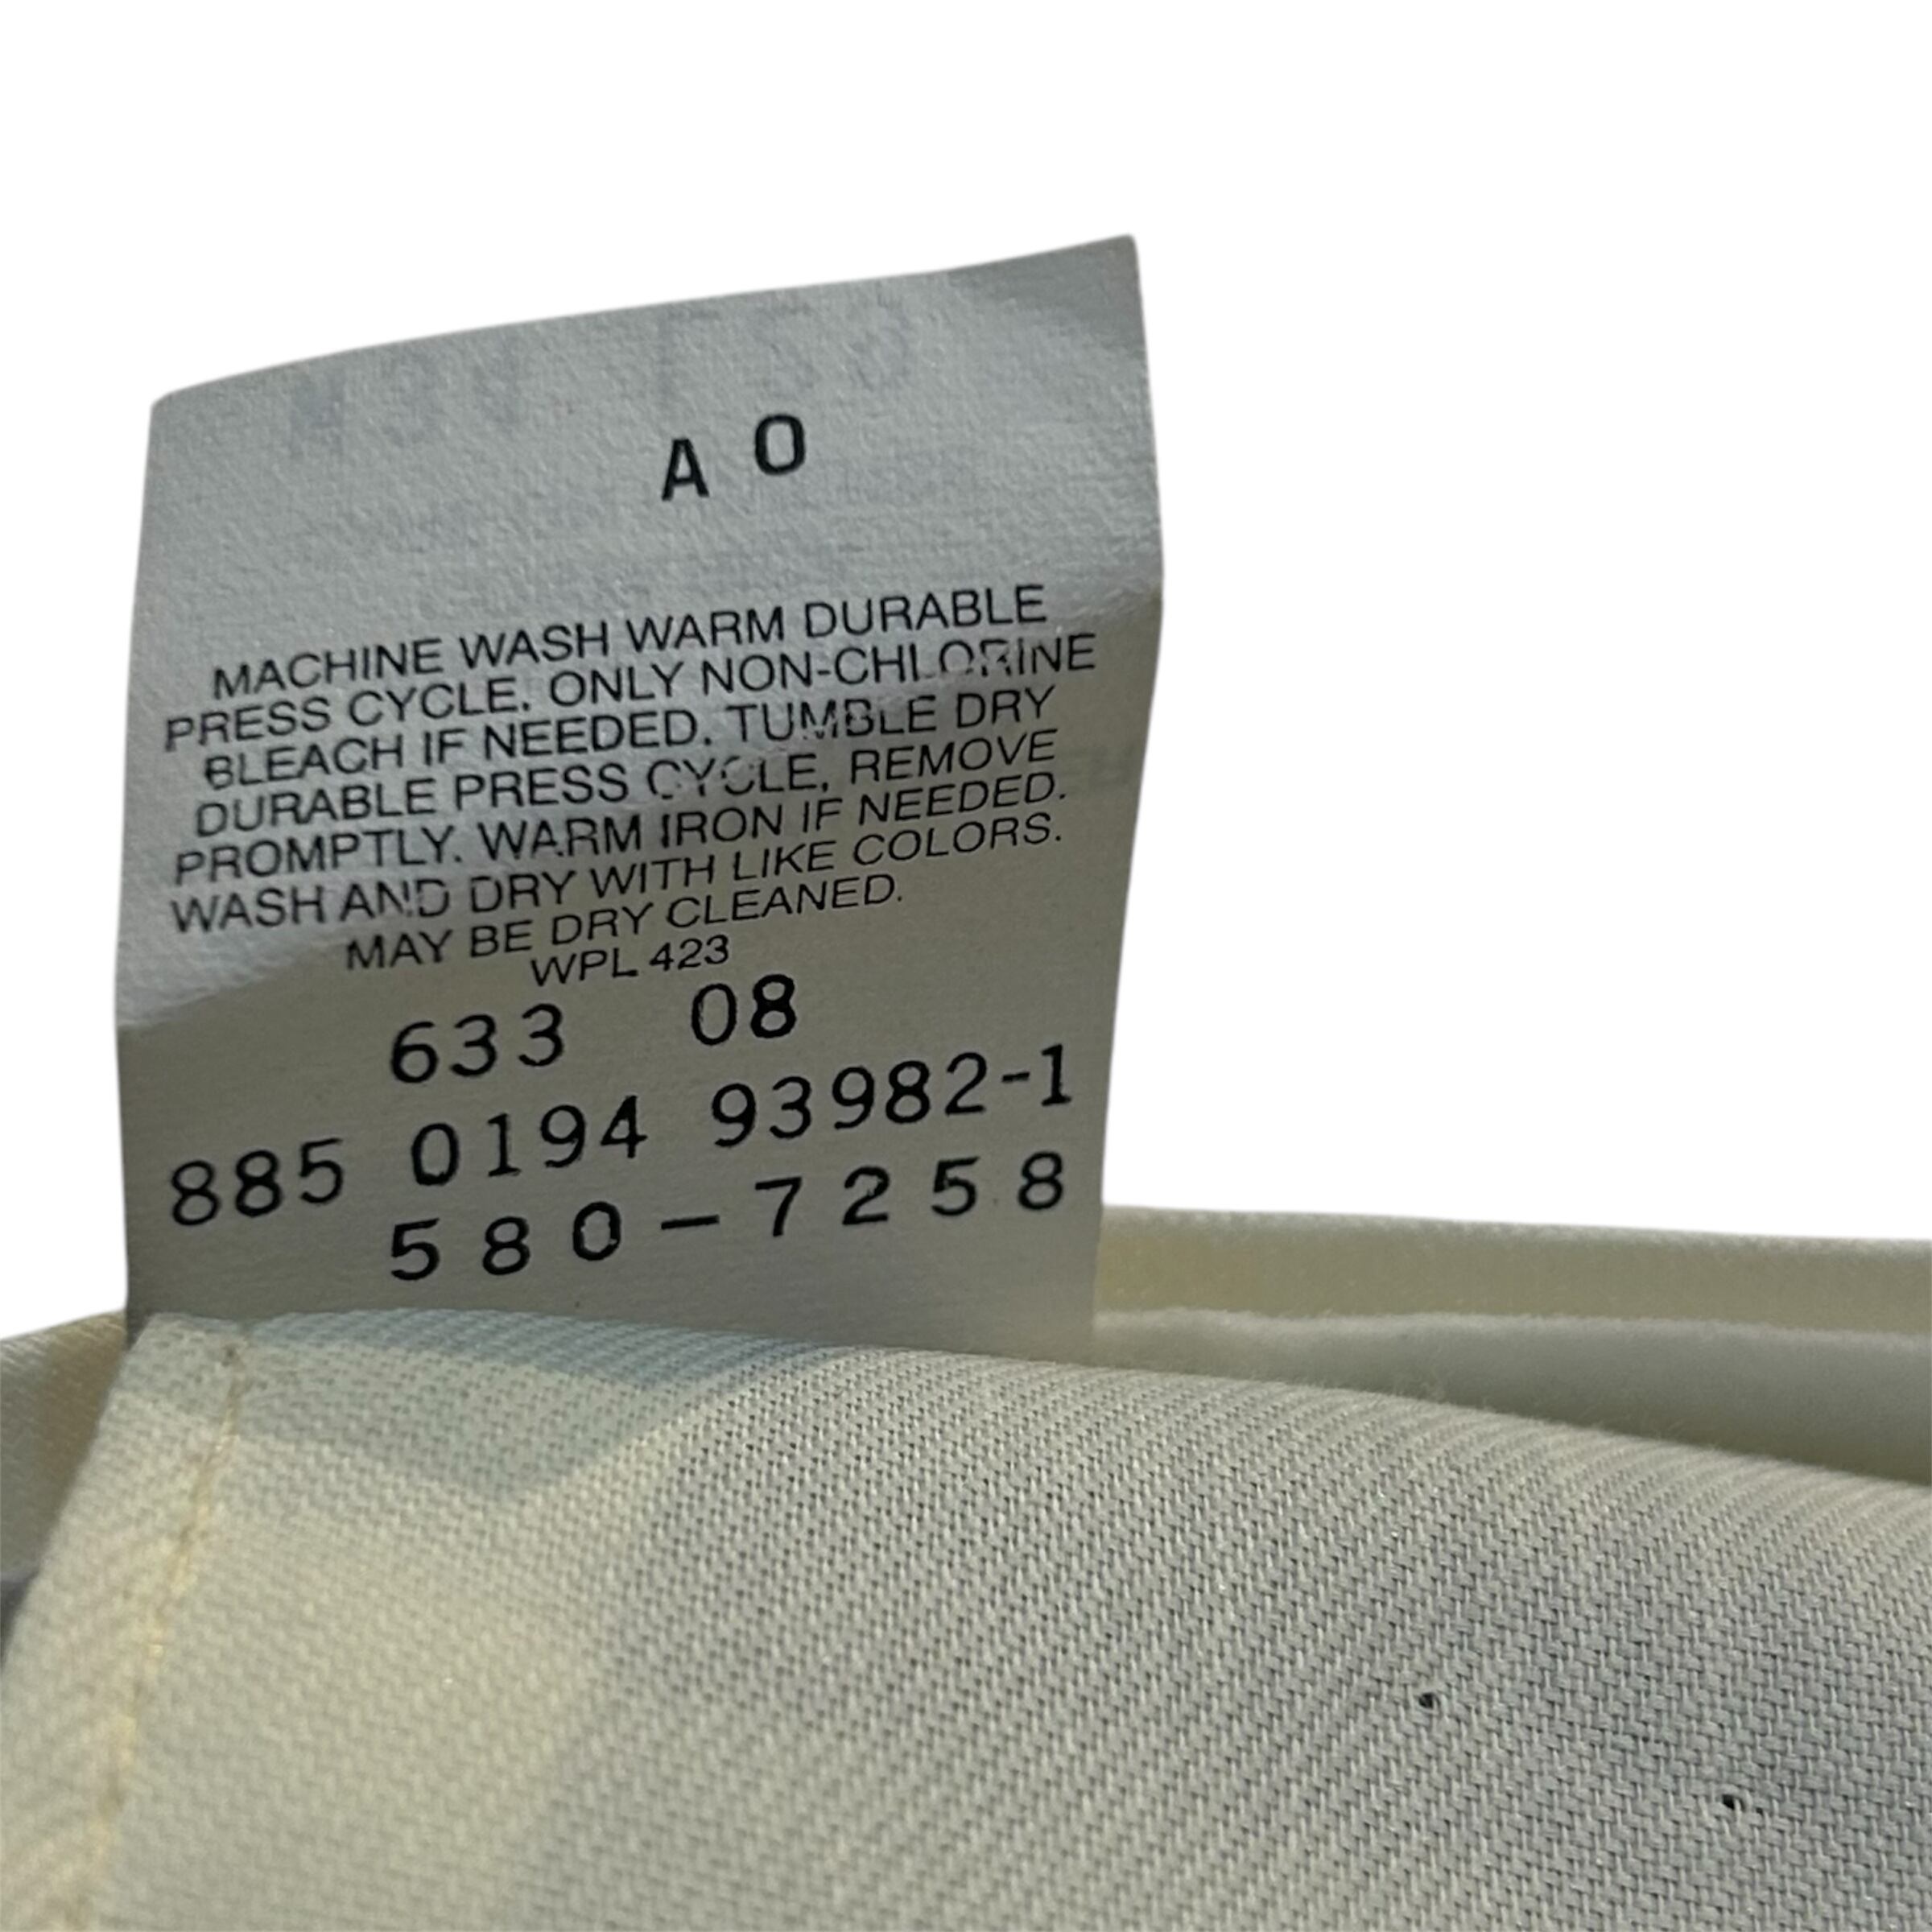 A O
MACHINE WASH WARM DURABLE
PRESS CYCLE. ONLY NON-CHLORINE
BLEACH IF NEEDED. TUMBLE DRY
DURABLE PRESS CYCLE, REMOVE
PROMPTLY. WARM IRON IF NEEDED.
WASH AND DRY WITH LIKE COLORS.
MAY BE DRY CLEANED.
WPL 423
633 08
885 0194 93982-1
580-7258